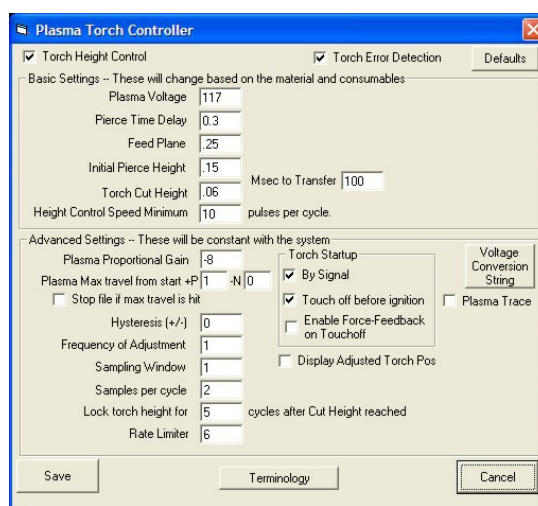 Plasma Torch Controller
Torch Height Control
Torch Error Detection
Defaults
Basic Settings -- These will change based on the material and consumables
Plasma Voltage 117
Pierce Time Delay 0.3
Feed Plane .25
Initial Pierce Height .15
Msec to Transfer 100
Torch Cut Height .06
Height Control Speed Minimum 10 pulses per cycle.
Advanced Settings -- These will be constant with the system
Plasma Proportional Gain -8
Plasma Max travel from start +P 1 -N 0
Stop file if max travel is hit
Hysteresis (+/-) 0
Frequency of Adjustment 1
Sampling Window 1
Samples per cycle 2
Lock torch height for 5 cycles after Cut Height reached
Rate Limiter 6
Torch Startup
By Signal
Touch off before ignition
Enable Force-Feedback
on Touchoff
Display Adjusted Torch Pos
Voltage
Conversion
String
Plasma Trace
Save
Terminology
Cancel